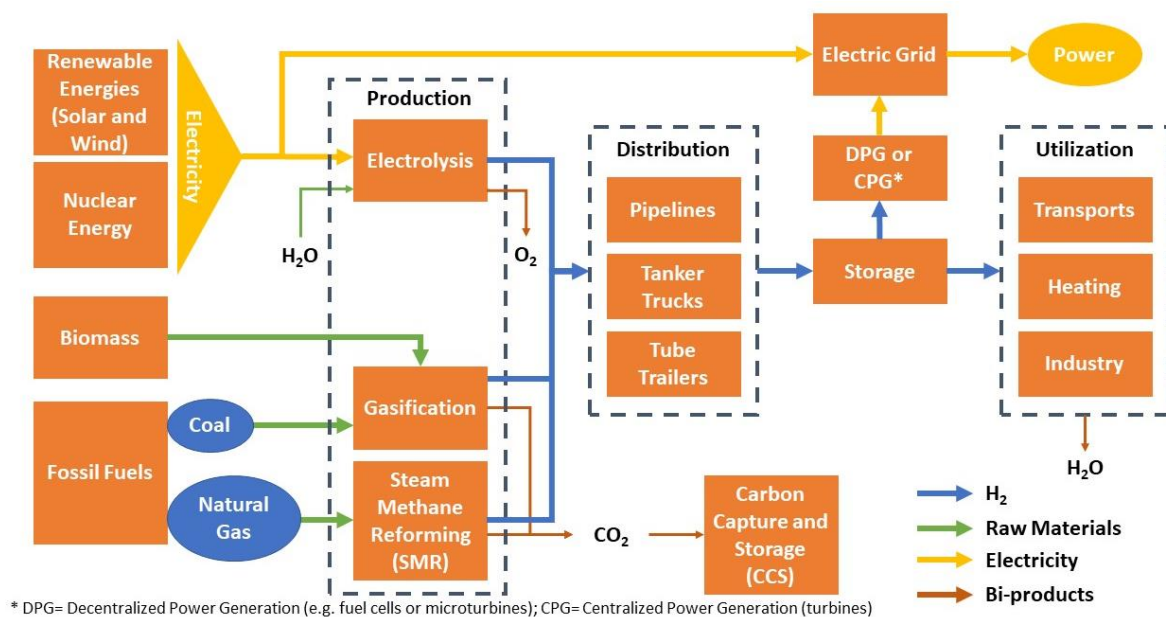 Renewable
Energies
(Solar and
Wind)
Nuclear
Energy
Electricity
Biomass
Fossil Fuels
Coal
Natural
Gas
Production
Electrolysis
H₂O
O₂
Gasification
Steam
Methane
Reforming
(SMR)
CO₂
Carbon
Capture and
Storage
(CCS)
Distribution
Pipelines
Tanker
Trucks
Tube
Trailers
Electric Grid
Power
DPG or
CPG*
Storage
Utilization
Transports
Heating
Industry
H₂O
H₂
Raw Materials
Electricity
Bi-products
* DPG= Decentralized Power Generation (e.g. fuel cells or microturbines); CPG= Centralized Power Generation (turbines)